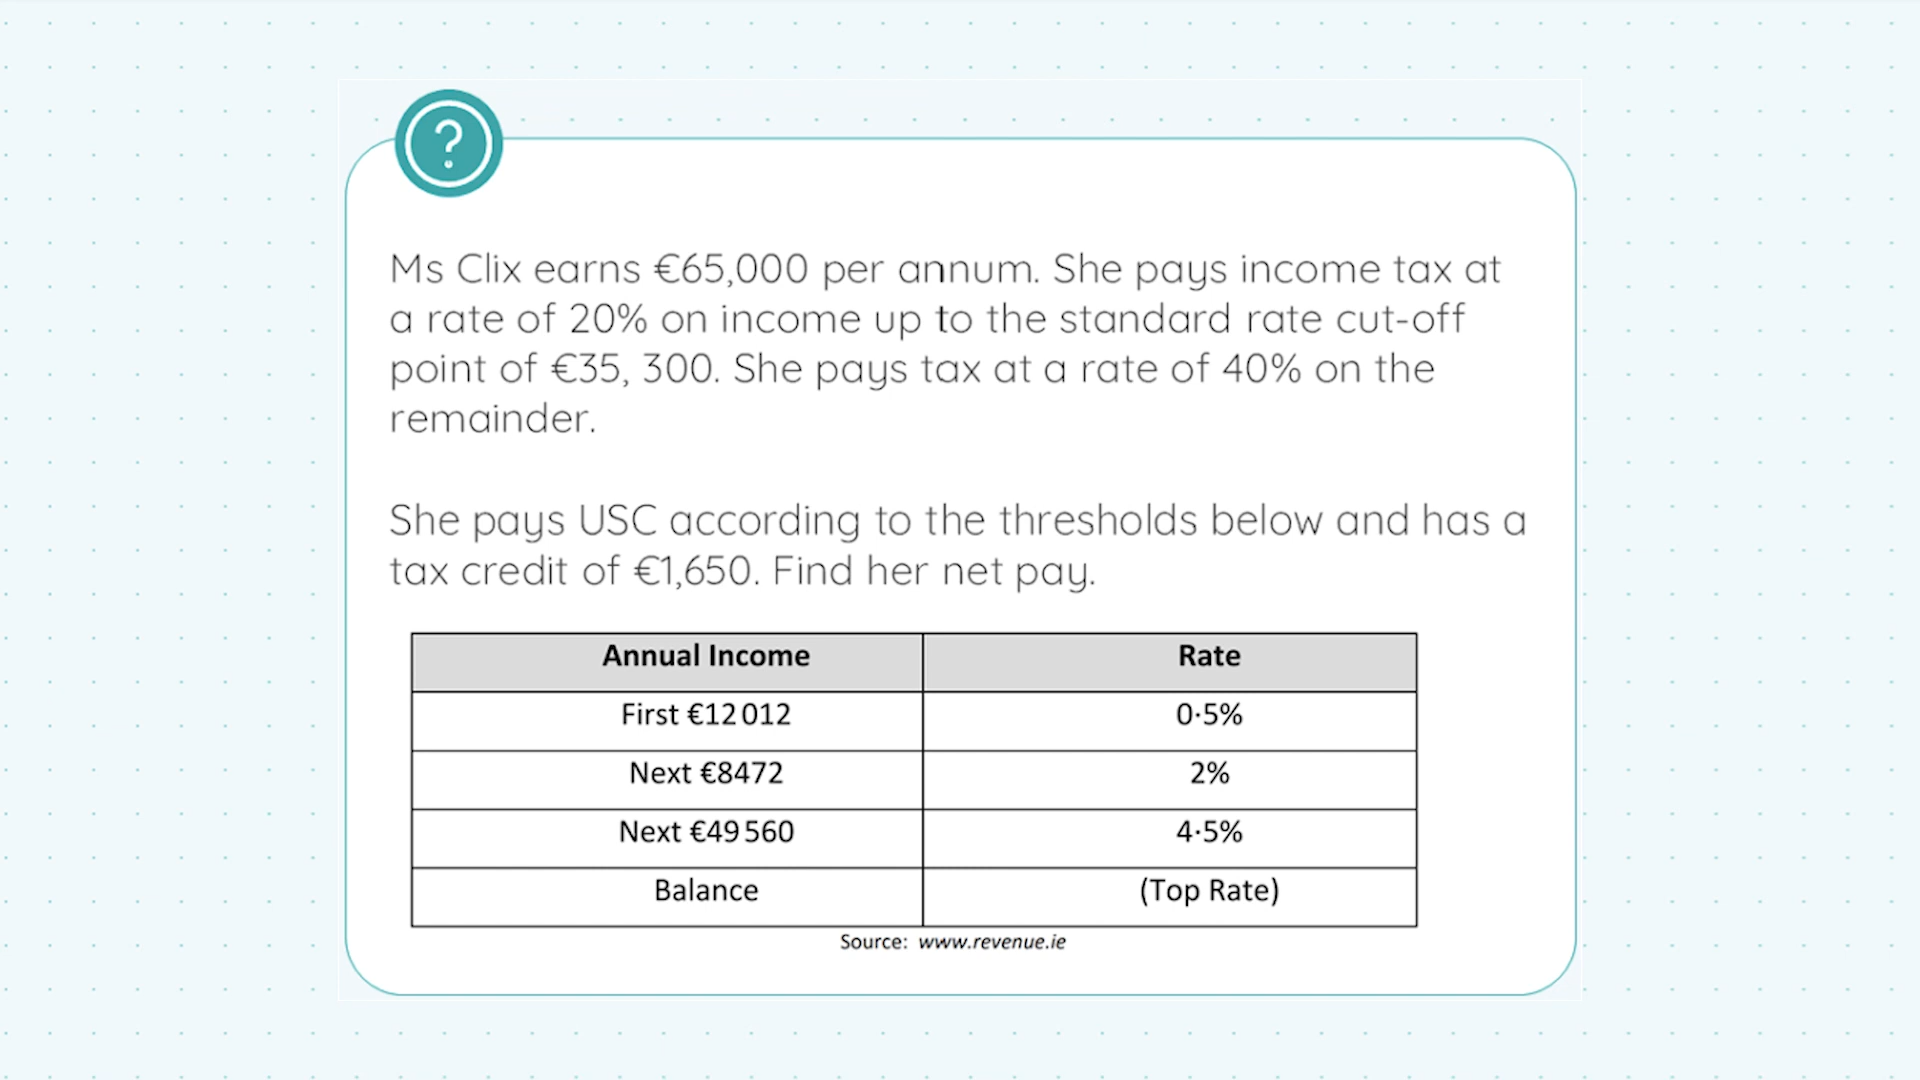 ?
Ms Clix earns €65,000 per annum. She pays income tax at
a rate of 20% on income up to the standard rate cut-off
point of €35, 300. She pays tax at a rate of 40% on the
remainder.
She pays USC according to the thresholds below and has a
tax credit of €1,650. Find her net pay.
Annual Income Rate
First €12 012 0·5%
Next €8472 2%
Next €49 560 4·5%
Balance (Top Rate)
Source: www.revenue.ie